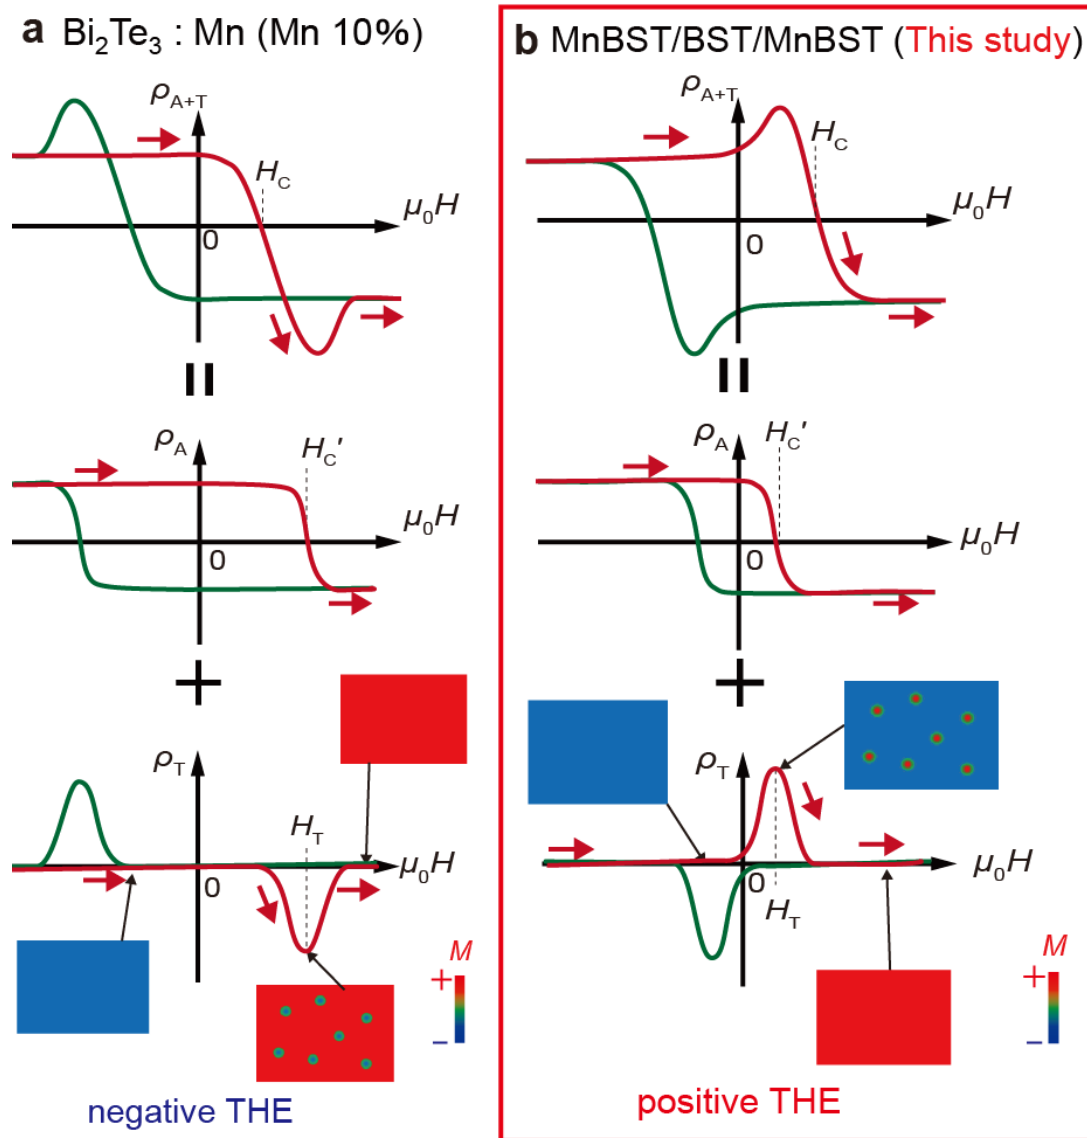 a Bi₂Te₃ : Mn (Mn 10%)
ρA+T
HC
μ₀H
0
ρA
HC'
μ₀H
0
ρT
HT
μ₀H
0
M
+
−
negative THE
b MnBST/BST/MnBST (This study)
ρA+T
HC
μ₀H
0
ρA
HC'
μ₀H
0
ρT
μ₀H
0
HT
M
+
−
positive THE